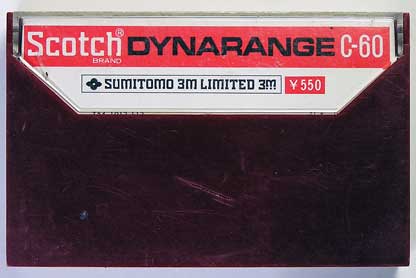 Scotch® DYNARANGE C-60
BRAND
SUMITOMO 3M LIMITED 3M ¥550